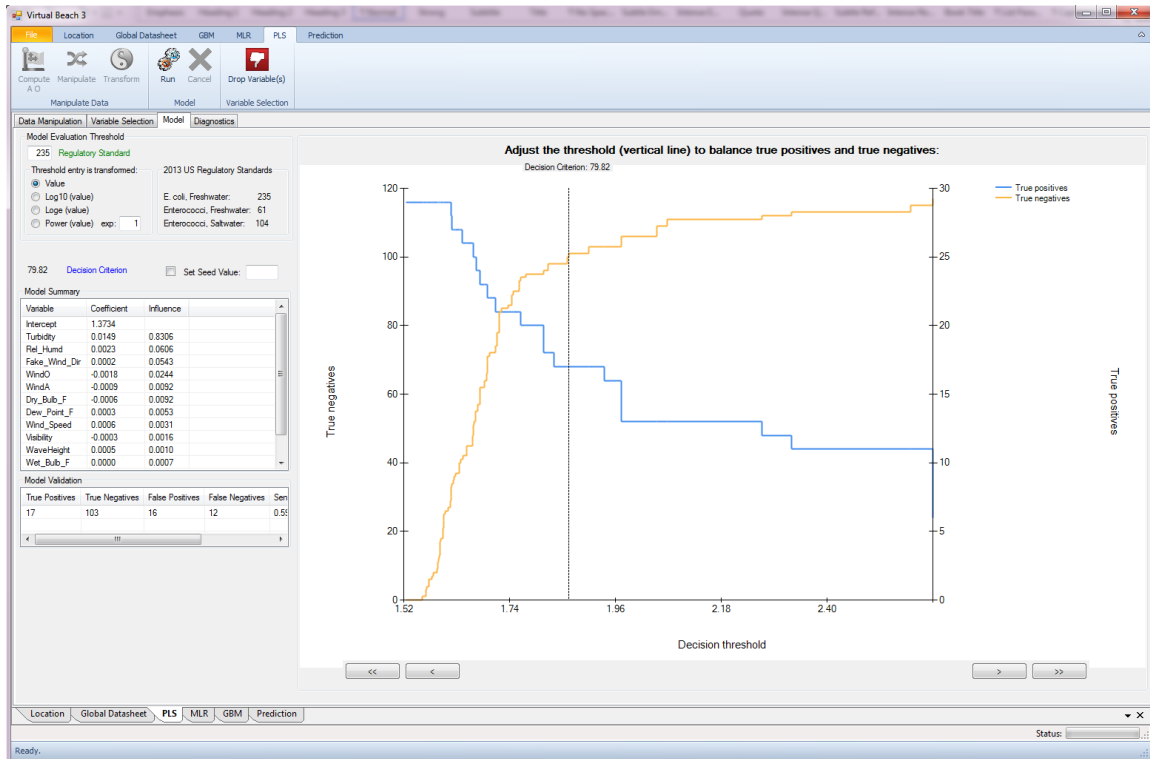 Virtual Beach 3
File Location Global Datasheet GBM MLR PLS Prediction
Compute A O Manipulate Transform Run Cancel Drop Variable(s)
Manipulate Data Model Variable Selection
Data Manipulation Variable Selection Model Diagnostics
Model Evaluation Threshold
235 Regulatory Standard
Threshold entry is transformed:
Value
Log10 (value)
Loge (value)
Power (value) exp: 1
2013 US Regulatory Standards
E. coli, Freshwater: 235
Enterococci, Freshwater: 61
Enterococci, Saltwater: 104
79.82 Decision Criterion Set Seed Value:
Model Summary
Variable Coefficient Influence
Intercept 1.3734
Turbidity 0.0149 0.8306
Rel_Humd 0.0023 0.0606
Fake_Wind_Dir 0.0002 0.0543
WindO -0.0018 0.0244
WindA -0.0009 0.0092
Dry_Bulb_F -0.0006 0.0092
Dew_Point_F 0.0003 0.0053
Wind_Speed 0.0006 0.0031
Visibility -0.0003 0.0016
WaveHeight 0.0005 0.0010
Wet_Bulb_F 0.0000 0.0007
Model Validation
True Positives True Negatives False Positives False Negatives Sen
17 103 16 12
Adjust the threshold (vertical line) to balance true positives and true negatives:
Decision Criterion: 79.82
120
100
80
60
40
20
0
True negatives
30
25
20
15
10
5
0
True positives
True positives
True negatives
1.52 1.74 1.96 2.18 2.40
Decision threshold
<< < > >>
Location Global Datasheet PLS MLR GBM Prediction
Status:
Ready.